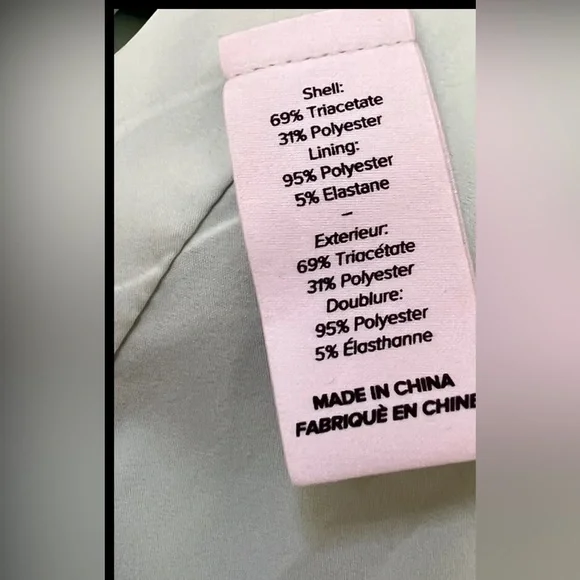 Shell:
69% Triacetate
31% Polyester
Lining:
95% Polyester
5% Elastane
–
Exterieur:
69% Triacétate
31% Polyester
Doublure:
95% Polyester
5% Élasthanne
MADE IN CHINA
FABRIQUÈ EN CHINE